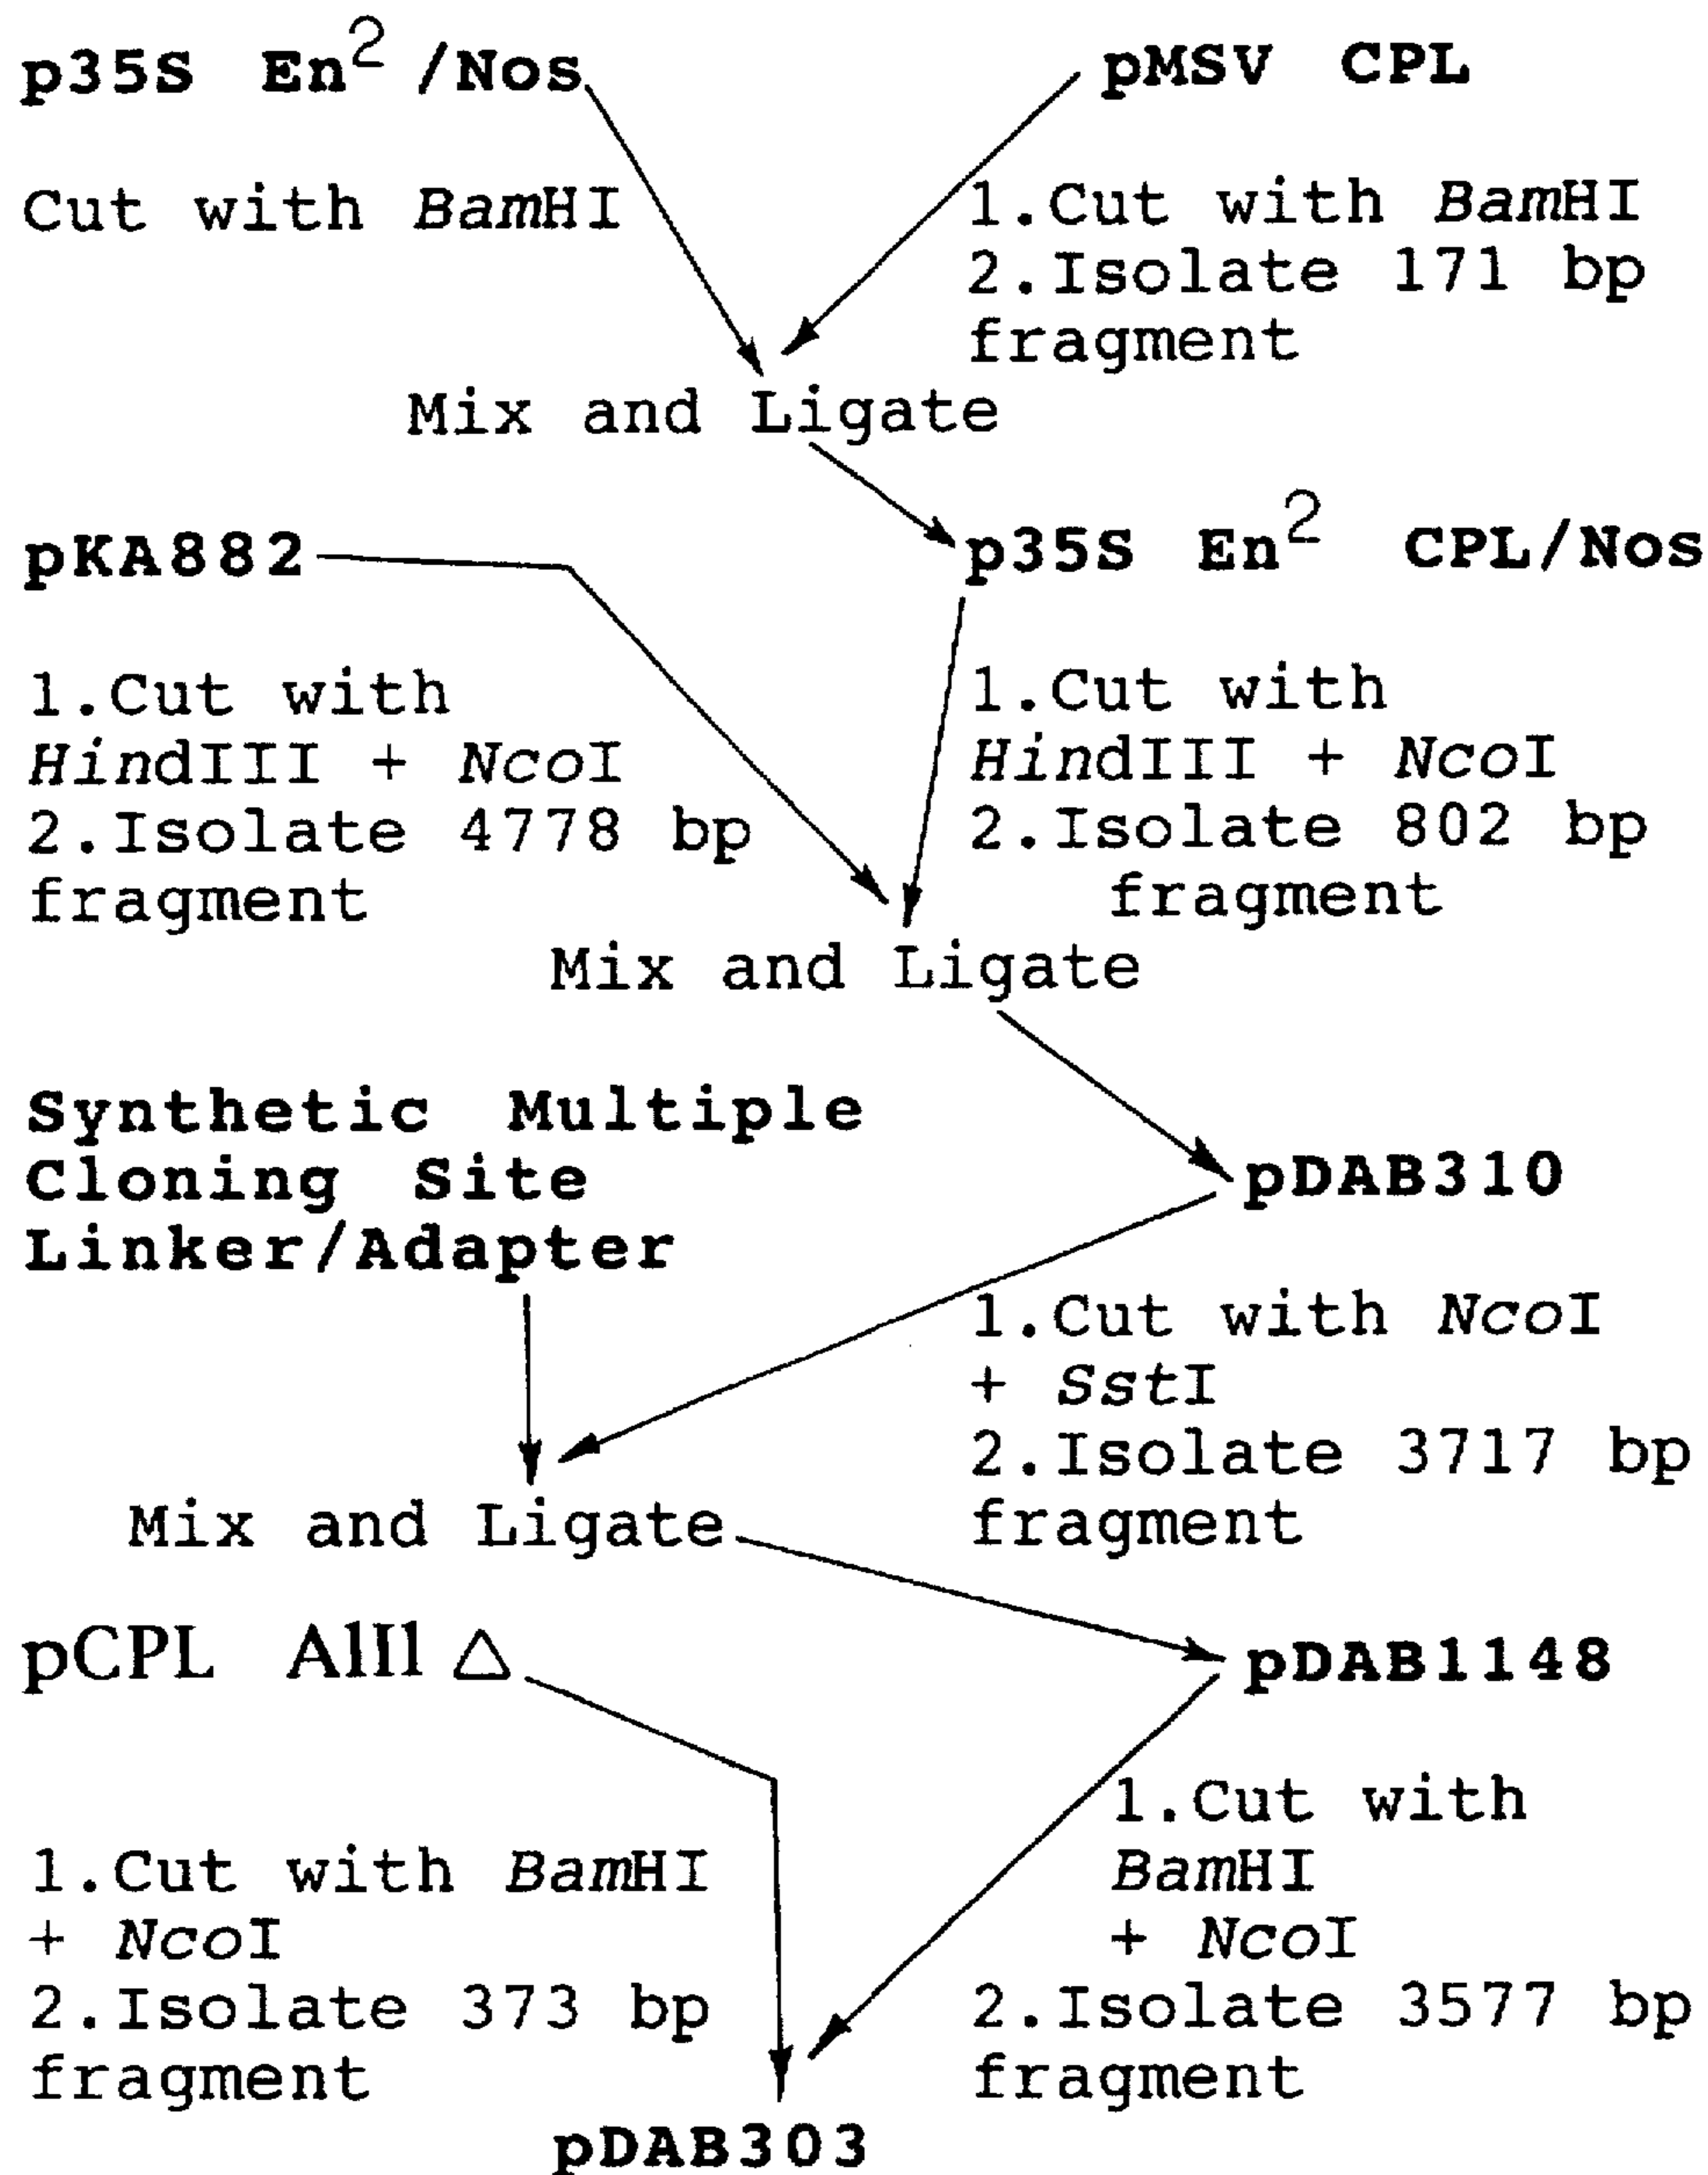 p35S En² /Nos
pMSV CPL
Cut with BamHI
1.Cut with BamHI
2.Isolate 171 bp
fragment
Mix and Ligate
pKA882
p35S En² CPL/Nos
1.Cut with
HindIII + NcoI
2.Isolate 4778 bp
fragment
1.Cut with
HindIII + NcoI
2.Isolate 802 bp
fragment
Mix and Ligate
Synthetic Multiple
Cloning Site
Linker/Adapter
pDAB310
1.Cut with NcoI
+ SstI
2.Isolate 3717 bp
fragment
Mix and Ligate
pCPL AlIl △
pDAB1148
1.Cut with BamHI
+ NcoI
2.Isolate 373 bp
fragment
1.Cut with
BamHI
+ NcoI
2.Isolate 3577 bp
fragment
pDAB303